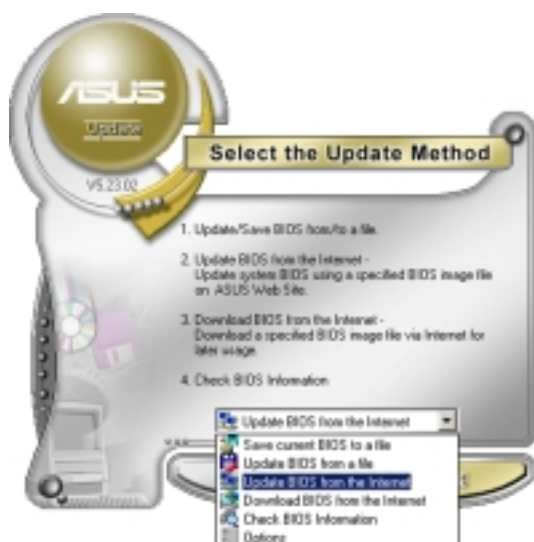 ASUS
Update
V5.23.02
Select the Update Method
1. Update/Save BIOS from/to a file.
2. Update BIOS from the Internet -
Update system BIOS using a specified BIOS image file
on ASUS Web Site.
3. Download BIOS from the Internet -
Download a specified BIOS image file via Internet for
later usage.
4. Check BIOS Information
Update BIOS from the Internet
Save current BIOS to a file
Update BIOS from a file
Update BIOS from the Internet
Download BIOS from the Internet
Check BIOS Information
Options